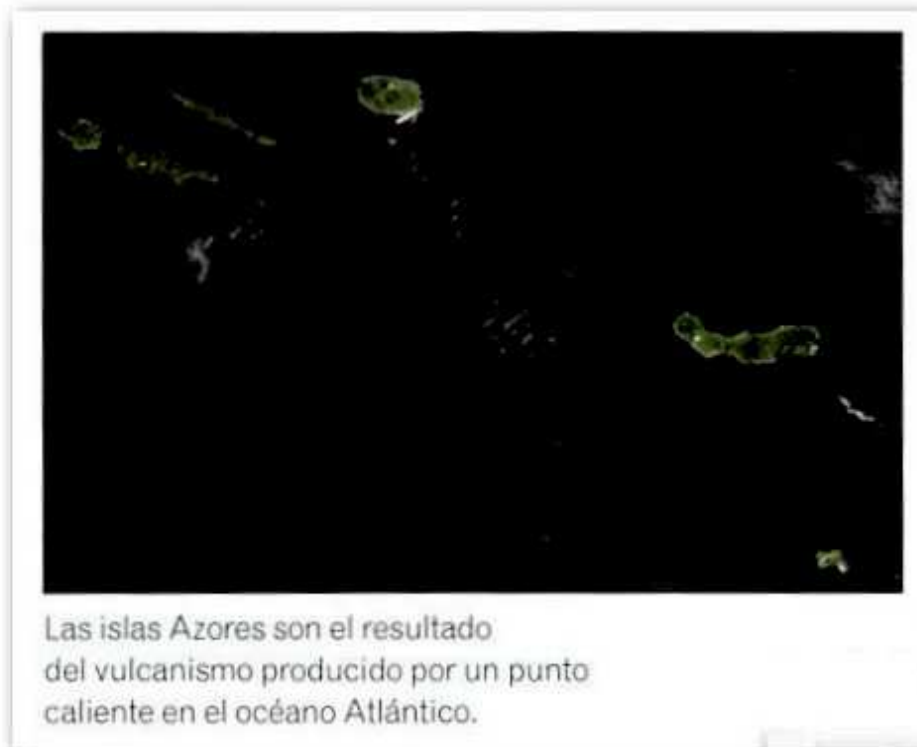 Las islas Azores son el resultado
del vulcanismo producido por un punto
caliente en el océano Atlántico.